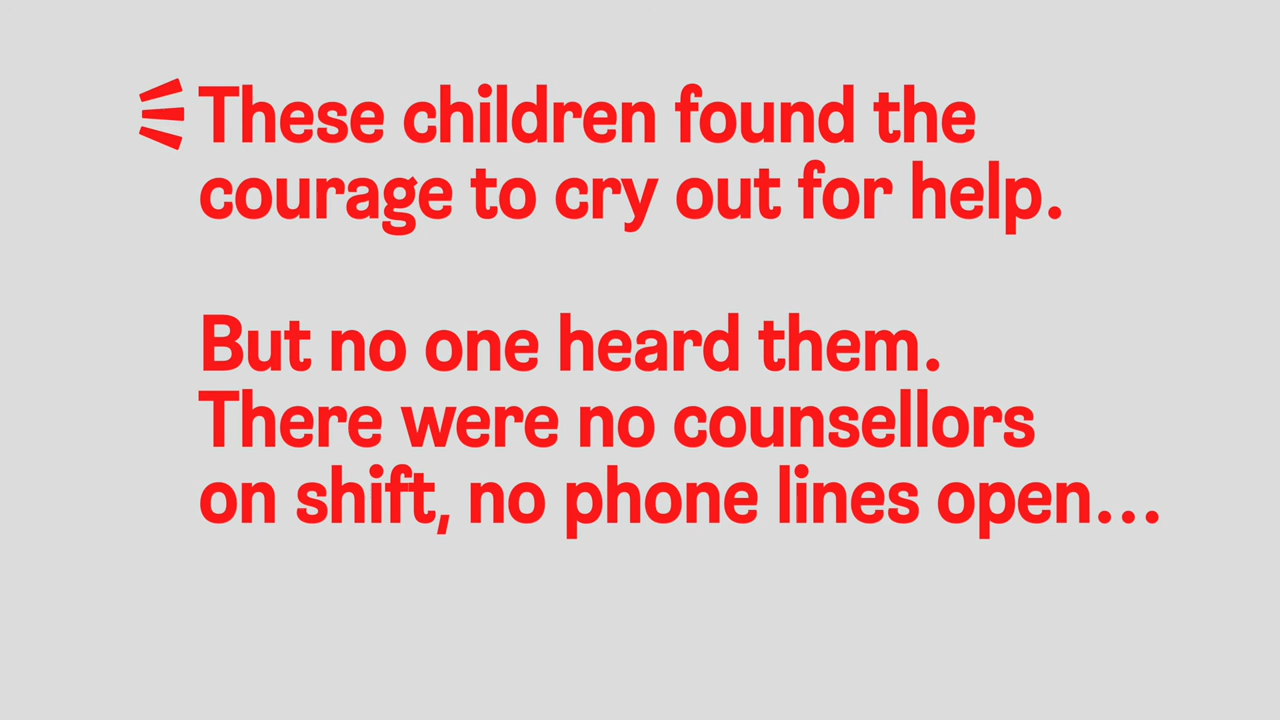 These children found the
courage to cry out for help.
But no one heard them.
There were no counsellors
on shift, no phone lines open...